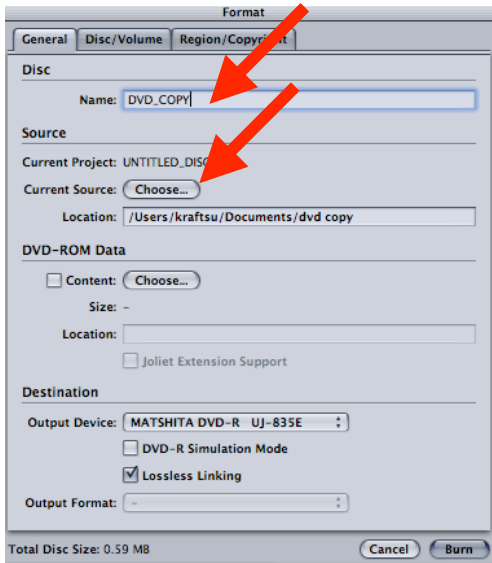 Format
General Disc/Volume Region/Copyright
Disc
Name: DVD_COPY
Source
Current Project: UNTITLED_DISC
Current Source: Choose...
Location: /Users/kraftsu/Documents/dvd copy
DVD-ROM Data
Content: Choose...
Size: -
Location:
Joliet Extension Support
Destination
Output Device: MATSHITA DVD-R UJ-835E
DVD-R Simulation Mode
Lossless Linking
Output Format: -
Total Disc Size: 0.59 MB Cancel Burn